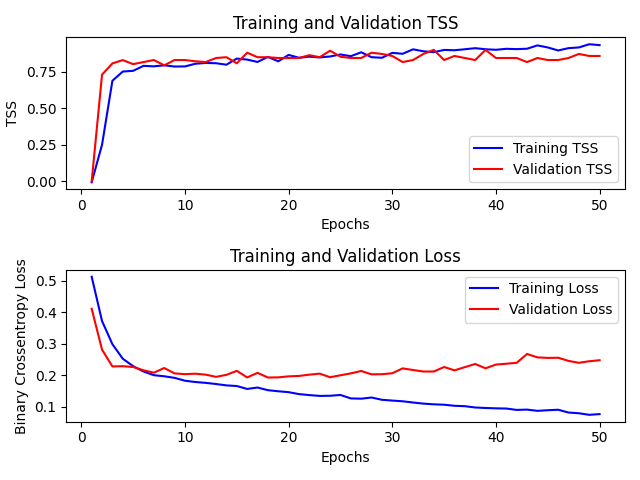 Training and Validation TSS
TSS
0.75
0.50
0.25
0.00
Training TSS
Validation TSS
0 10 20 30 40 50
Epochs
Training and Validation Loss
Binary Crossentropy Loss
0.5
0.4
0.3
0.2
0.1
Training Loss
Validation Loss
0 10 20 30 40 50
Epochs